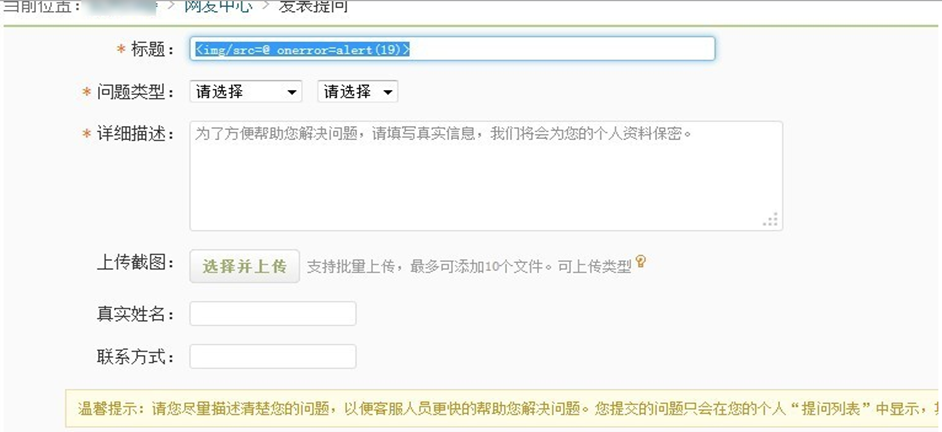 当前位置： > 网友中心 > 发表提问
* 标题： <img/src=@ onerror=alert(19)>
* 问题类型： 请选择 请选择
* 详细描述： 为了方便帮助您解决问题，请填写真实信息，我们将会为您的个人资料保密。
上传截图： 选择并上传 支持批量上传，最多可添加10个文件。可上传类型
真实姓名：
联系方式：
温馨提示：请您尽量描述清楚您的问题，以便客服人员更快的帮助您解决问题。您提交的问题只会在您的个人“提问列表”中显示，